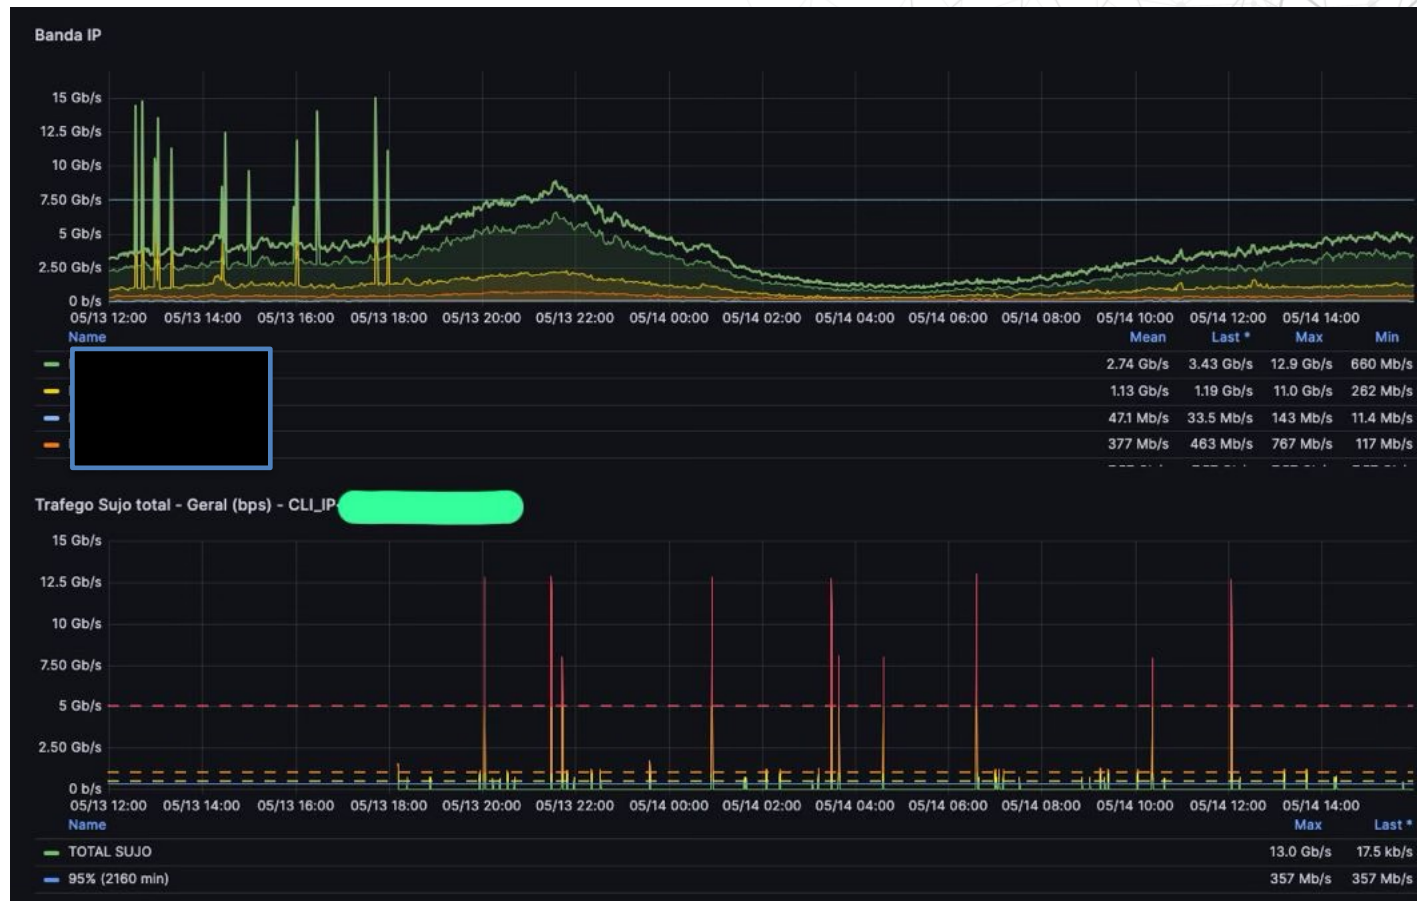 Banda IP
15 Gb/s
12.5 Gb/s
10 Gb/s
7.50 Gb/s
5 Gb/s
2.50 Gb/s
0 b/s
05/13 12:00 05/13 14:00 05/13 16:00 05/13 18:00 05/13 20:00 05/13 22:00 05/14 00:00 05/14 02:00 05/14 04:00 05/14 06:00 05/14 08:00 05/14 10:00 05/14 12:00 05/14 14:00
Name Mean Last * Max Min
2.74 Gb/s 3.43 Gb/s 12.9 Gb/s 660 Mb/s
1.13 Gb/s 1.19 Gb/s 11.0 Gb/s 262 Mb/s
47.1 Mb/s 33.5 Mb/s 143 Mb/s 11.4 Mb/s
377 Mb/s 463 Mb/s 767 Mb/s 117 Mb/s
Trafego Sujo total - Geral (bps) - CLI_IP-
15 Gb/s
12.5 Gb/s
10 Gb/s
7.50 Gb/s
5 Gb/s
2.50 Gb/s
0 b/s
05/13 12:00 05/13 14:00 05/13 16:00 05/13 18:00 05/13 20:00 05/13 22:00 05/14 00:00 05/14 02:00 05/14 04:00 05/14 06:00 05/14 08:00 05/14 10:00 05/14 12:00 05/14 14:00
Name Max Last *
TOTAL SUJO 13.0 Gb/s 17.5 kb/s
95% (2160 min) 357 Mb/s 357 Mb/s